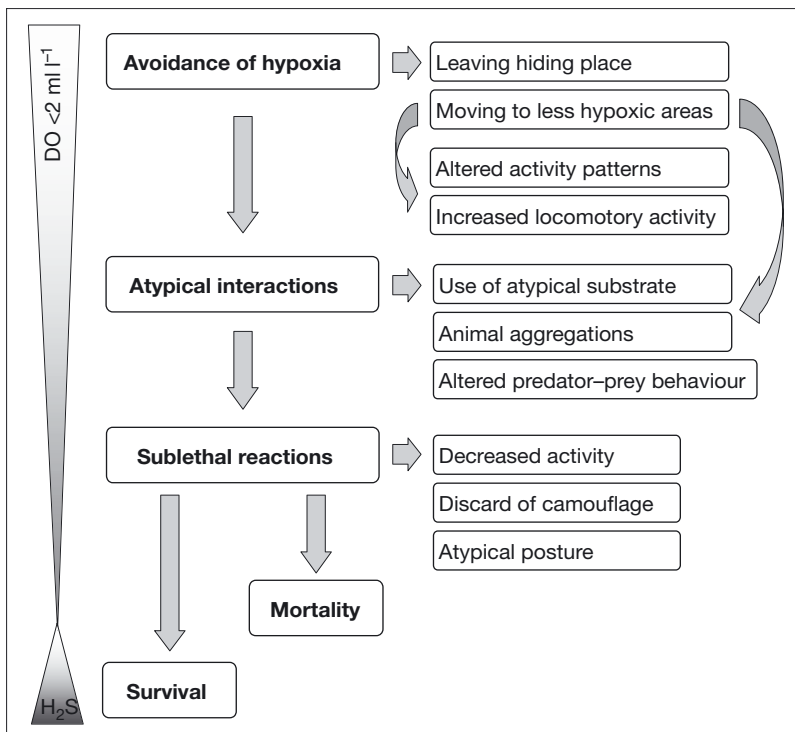 DO <2 ml l⁻¹
Avoidance of hypoxia
Leaving hiding place
Moving to less hypoxic areas
Altered activity patterns
Increased locomotory activity
Atypical interactions
Use of atypical substrate
Animal aggregations
Altered predator–prey behaviour
Sublethal reactions
Decreased activity
Discard of camouflage
Atypical posture
Mortality
Survival
H₂S